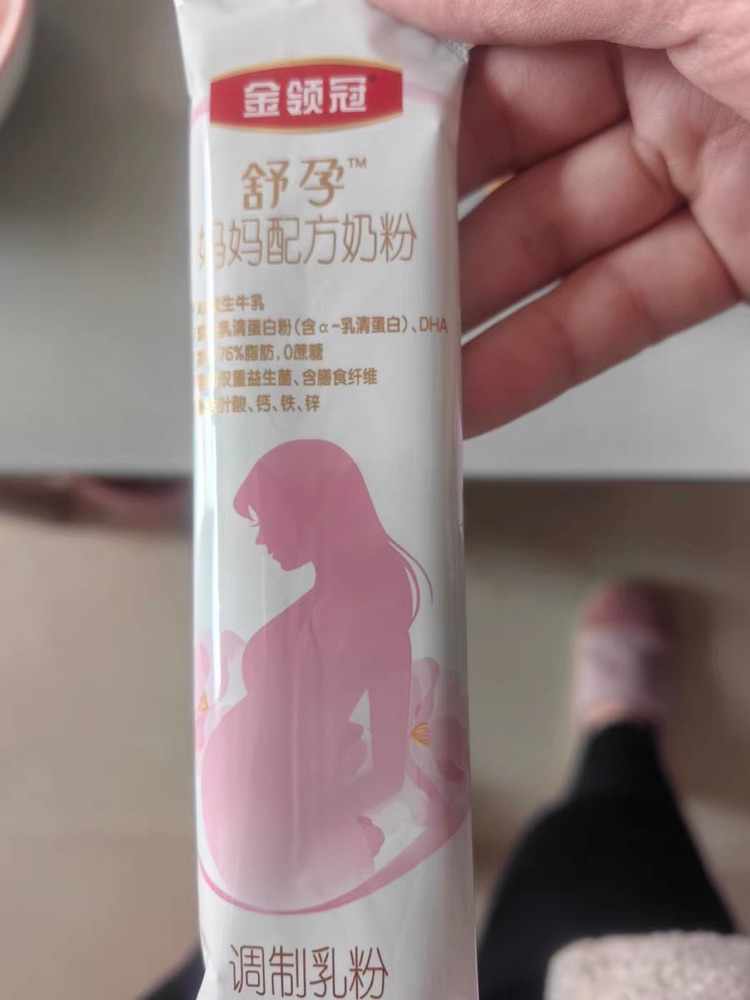 金领冠®
舒孕™
妈妈配方奶粉
生牛乳
乳清蛋白粉（含α-乳清蛋白）、DHA
76%脂肪，0蔗糖
双重益生菌、含膳食纤维
叶酸、钙、铁、锌
调制乳粉